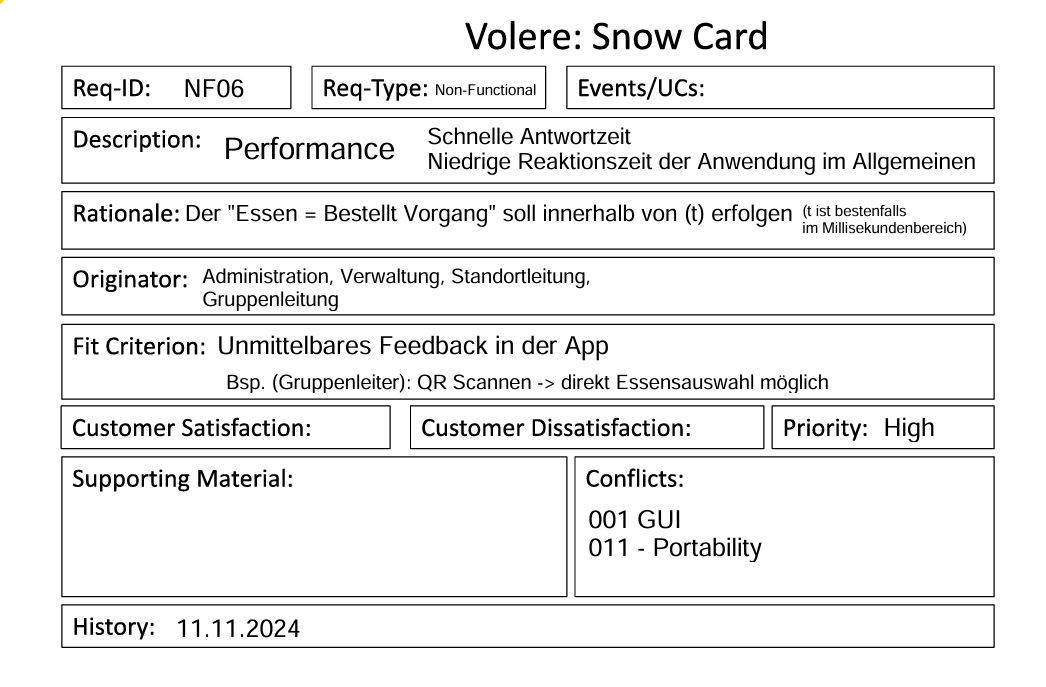 Volere: Snow Card
Req-ID: NF06
Req-Type: Non-Functional
Events/UCs:
Description: Performance
Schnelle Antwortzeit
Niedrige Reaktionszeit der Anwendung im Allgemeinen
Rationale: Der "Essen = Bestellt Vorgang" soll innerhalb von (t) erfolgen (t ist bestenfalls
im Millisekundenbereich)
Originator: Administration, Verwaltung, Standortleitung,
Gruppenleitung
Fit Criterion: Unmittelbares Feedback in der App
Bsp. (Gruppenleiter): QR Scannen -> direkt Essensauswahl möglich
Customer Satisfaction:
Customer Dissatisfaction:
Priority: High
Supporting Material:
Conflicts:
001 GUI
011 - Portability
History: 11.11.2024